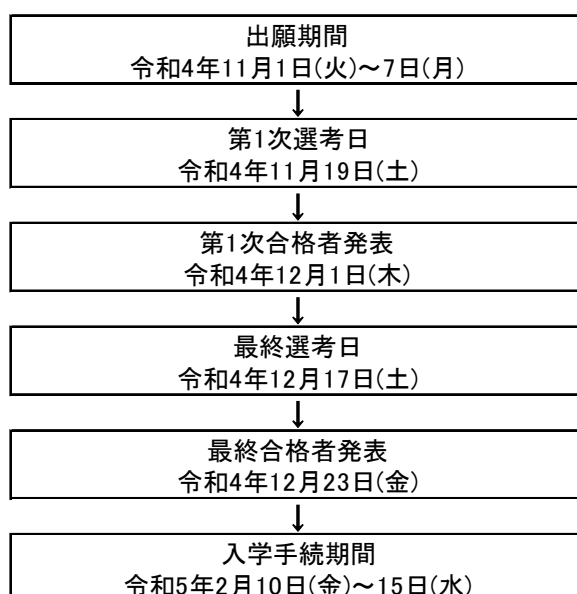 出願期間
令和4年11月1日(火)～7日(月)
↓
第1次選考日
令和4年11月19日(土)
↓
第1次合格者発表
令和4年12月1日(木)
↓
最終選考日
令和4年12月17日(土)
↓
最終合格者発表
令和4年12月23日(金)
↓
入学手続期間
令和5年2月10日(金)～15日(水)